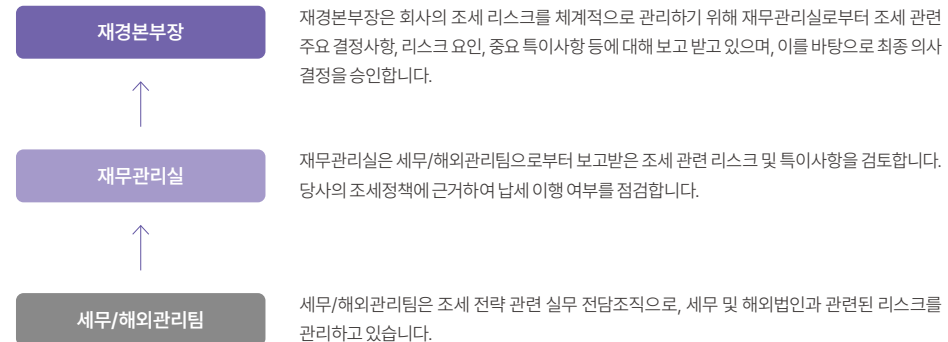 재경본부장
재경본부장은 회사의 조세 리스크를 체계적으로 관리하기 위해 재무관리실로부터 조세 관련
주요 결정사항, 리스크 요인, 중요 특이사항 등에 대해 보고 받고 있으며, 이를 바탕으로 최종 의사
결정을 승인합니다.
재무관리실
재무관리실은 세무/해외관리팀으로부터 보고받은 조세 관련 리스크 및 특이사항을 검토합니다.
당사의 조세정책에 근거하여 납세 이행 여부를 점검합니다.
세무/해외관리팀
세무/해외관리팀은 조세 전략 관련 실무 전담조직으로, 세무 및 해외법인과 관련된 리스크를
관리하고 있습니다.